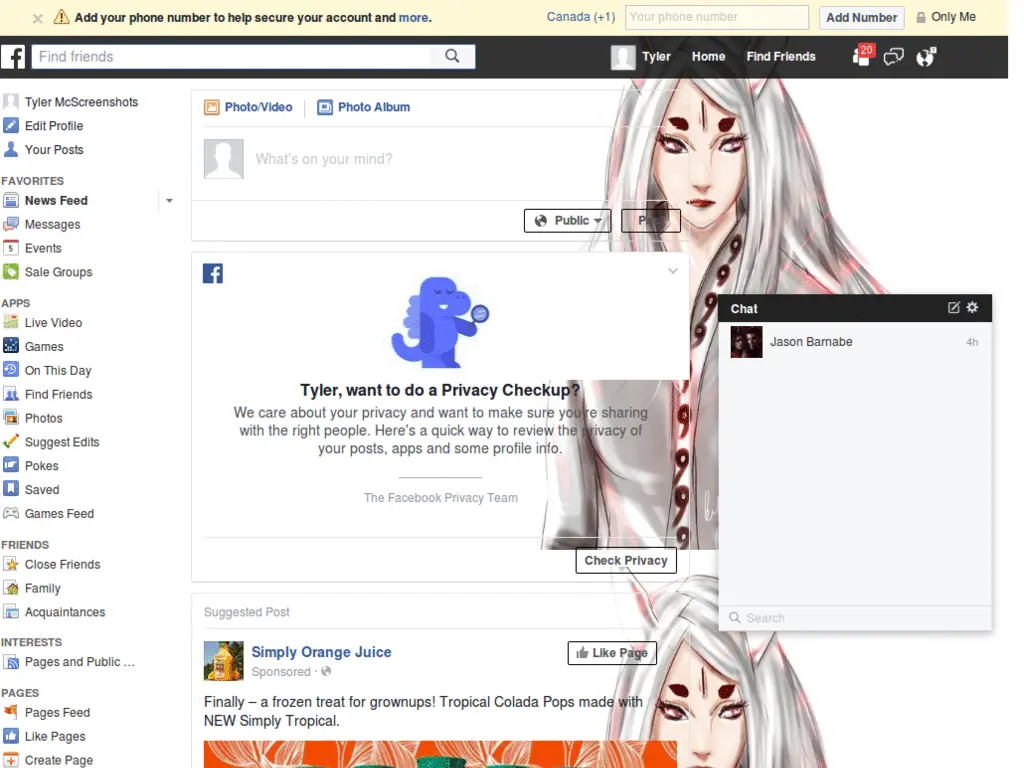 Add your phone number to help secure your account and more.
Canada (+1)
Your phone number
Add Number
Only Me
Find friends
Tyler
Home
Find Friends
20
Tyler McScreenshots
Edit Profile
Your Posts
FAVORITES
News Feed
Messages
5
Events
Sale Groups
APPS
Live Video
Games
On This Day
Find Friends
Photos
Suggest Edits
Pokes
Saved
Games Feed
FRIENDS
Close Friends
Family
Acquaintances
INTERESTS
Pages and Public ...
PAGES
Pages Feed
Like Pages
Create Page
Photo/Video
Photo Album
What's on your mind?
Public
Tyler, want to do a Privacy Checkup?
We care about your privacy and want to make sure you're sharing
with the right people. Here's a quick way to review the privacy of
your posts, apps and some profile info.
The Facebook Privacy Team
Check Privacy
Suggested Post
Simply Orange Juice
Sponsored ·
Like Page
Finally – a frozen treat for grownups! Tropical Colada Pops made with
NEW Simply Tropical.
Chat
Jason Barnabe
4h
Search